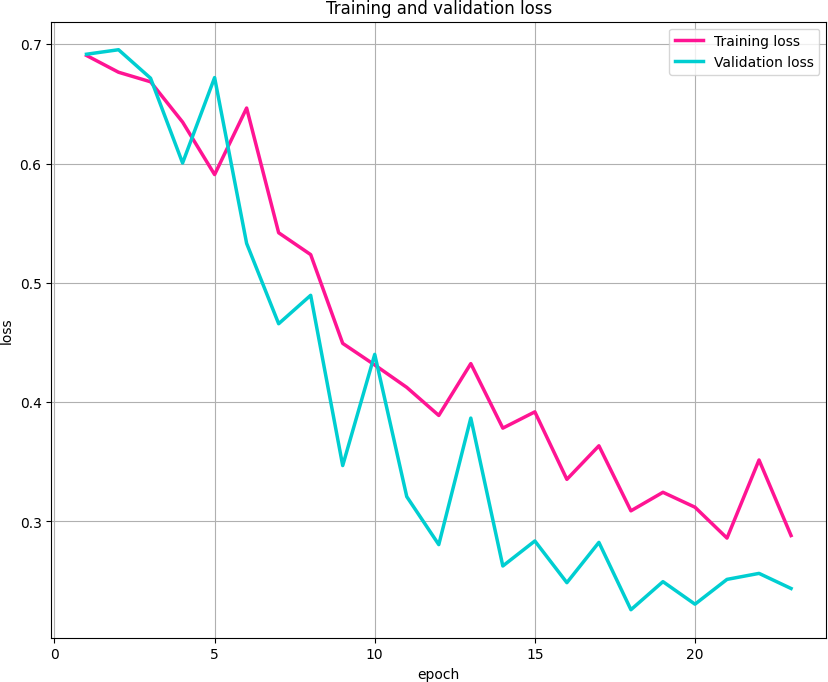 Training and validation loss
0.7
0.6
0.5
0.4
0.3
loss
Training loss
Validation loss
0 5 10 15 20
epoch